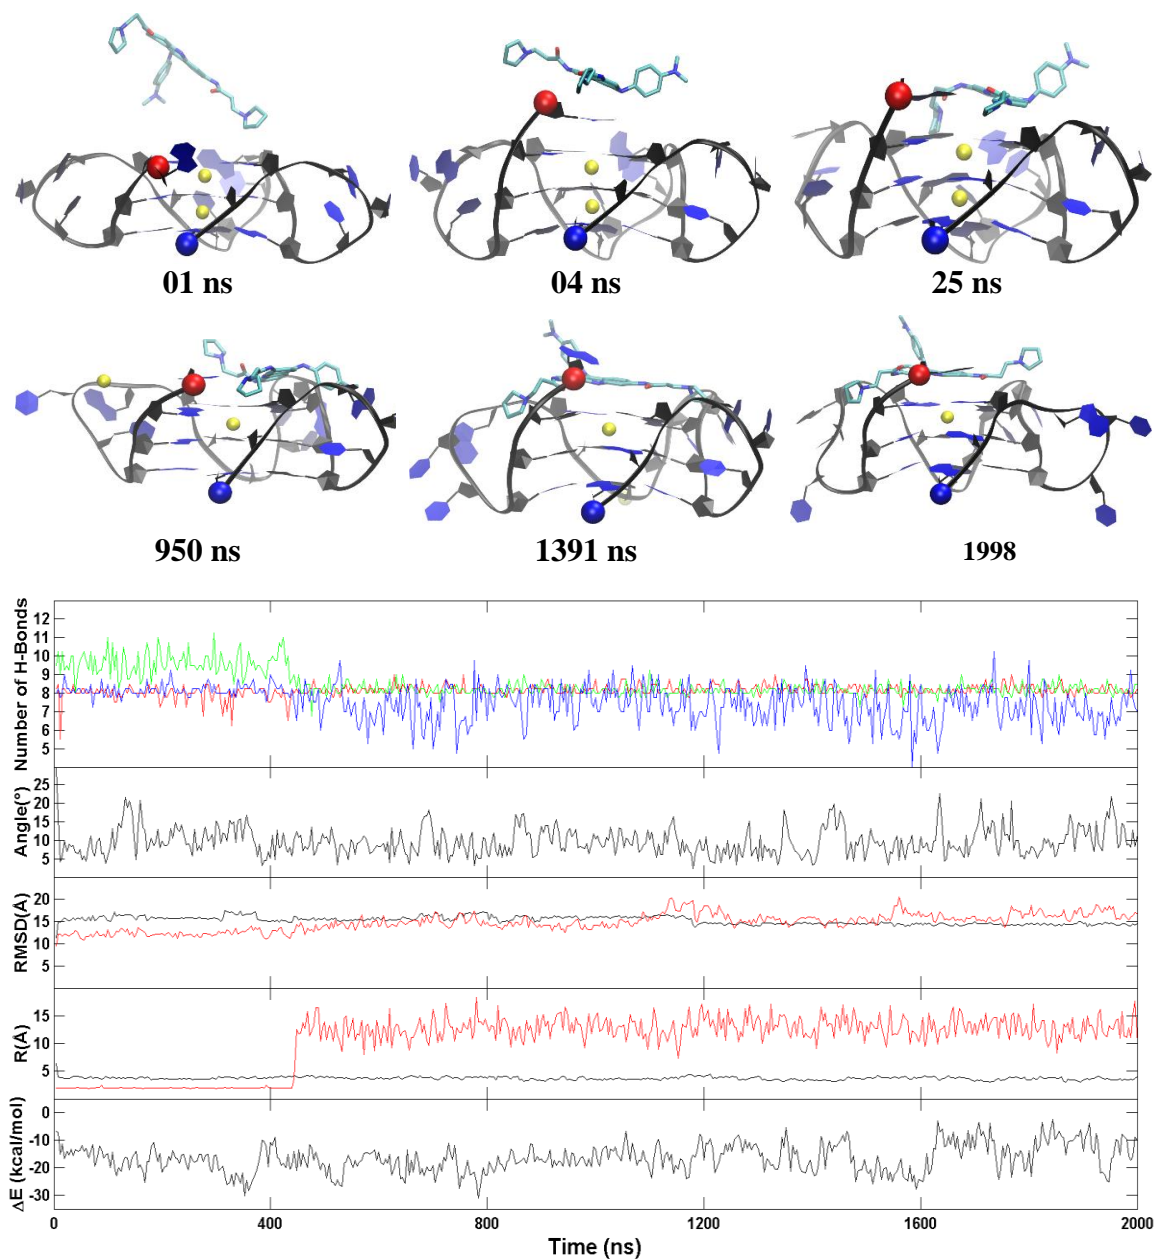 01 ns
04 ns
25 ns
950 ns
1391 ns
1998
Number of H-Bonds
12
11
10
9
8
7
6
5
Angle(°)
25
20
15
10
5
RMSD(A)
20
15
10
5
R(A)
15
10
5
ΔE (kcal/mol)
0
-10
-20
-30
0
400
800
1200
1600
2000
Time (ns)